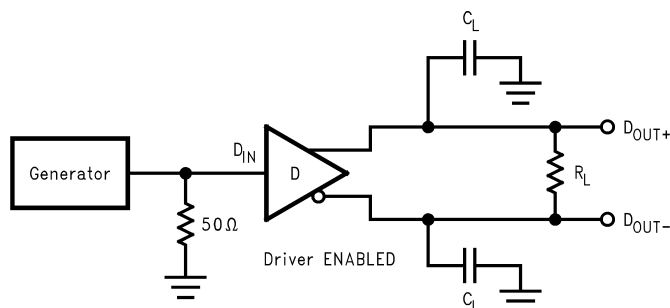 C_L
D_OUT+
Generator
D_IN
D
R_L
50Ω
D_OUT−
Driver ENABLED
C_L